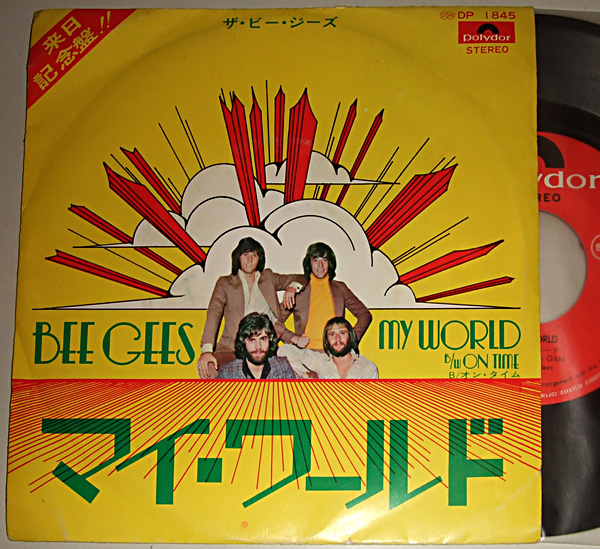 来日
記念盤!!
ザ・ビー・ジーズ
DP 1845
polydor
STEREO
BEE GEES
MY WORLD
B/W ON TIME
B/オン・タイム
マイ・ワールド
lydor
REO
ORLD